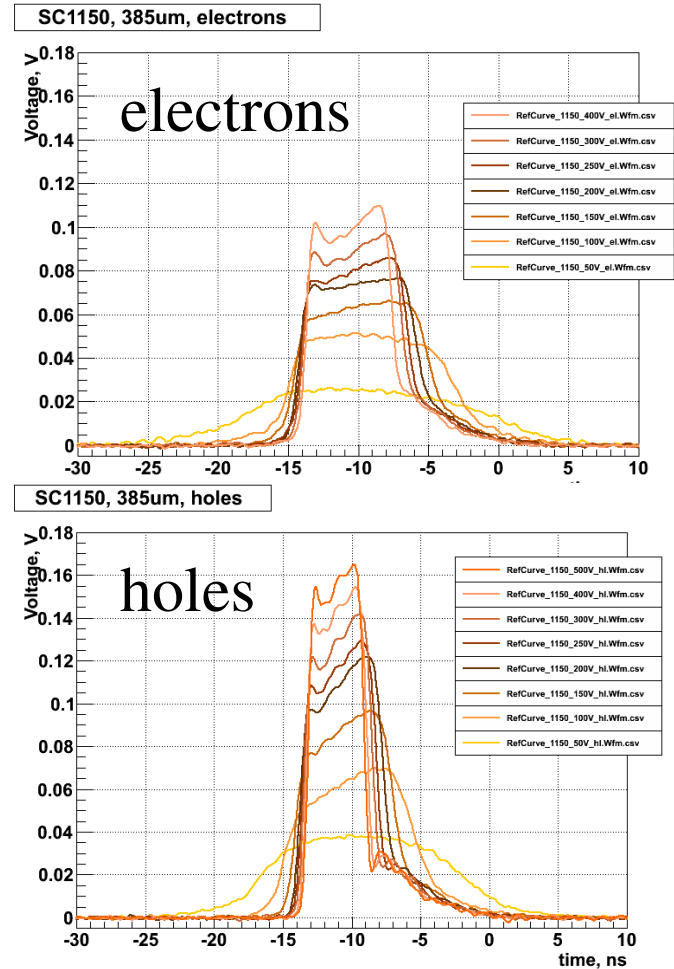 SC1150, 385um, electrons
Voltage, V
0.18
0.16
0.14
0.12
0.1
0.08
0.06
0.04
0.02
0
-30 -25 -20 -15 -10 -5 0 5 10
electrons
RefCurve_1150_400V_el.Wfm.csv
RefCurve_1150_300V_el.Wfm.csv
RefCurve_1150_250V_el.Wfm.csv
RefCurve_1150_200V_el.Wfm.csv
RefCurve_1150_150V_el.Wfm.csv
RefCurve_1150_100V_el.Wfm.csv
RefCurve_1150_50V_el.Wfm.csv
SC1150, 385um, holes
Voltage, V
0.18
0.16
0.14
0.12
0.1
0.08
0.06
0.04
0.02
0
-30 -25 -20 -15 -10 -5 0 5 10
time, ns
holes
RefCurve_1150_500V_hl.Wfm.csv
RefCurve_1150_400V_hl.Wfm.csv
RefCurve_1150_300V_hl.Wfm.csv
RefCurve_1150_250V_hl.Wfm.csv
RefCurve_1150_200V_hl.Wfm.csv
RefCurve_1150_150V_hl.Wfm.csv
RefCurve_1150_100V_hl.Wfm.csv
RefCurve_1150_50V_hl.Wfm.csv